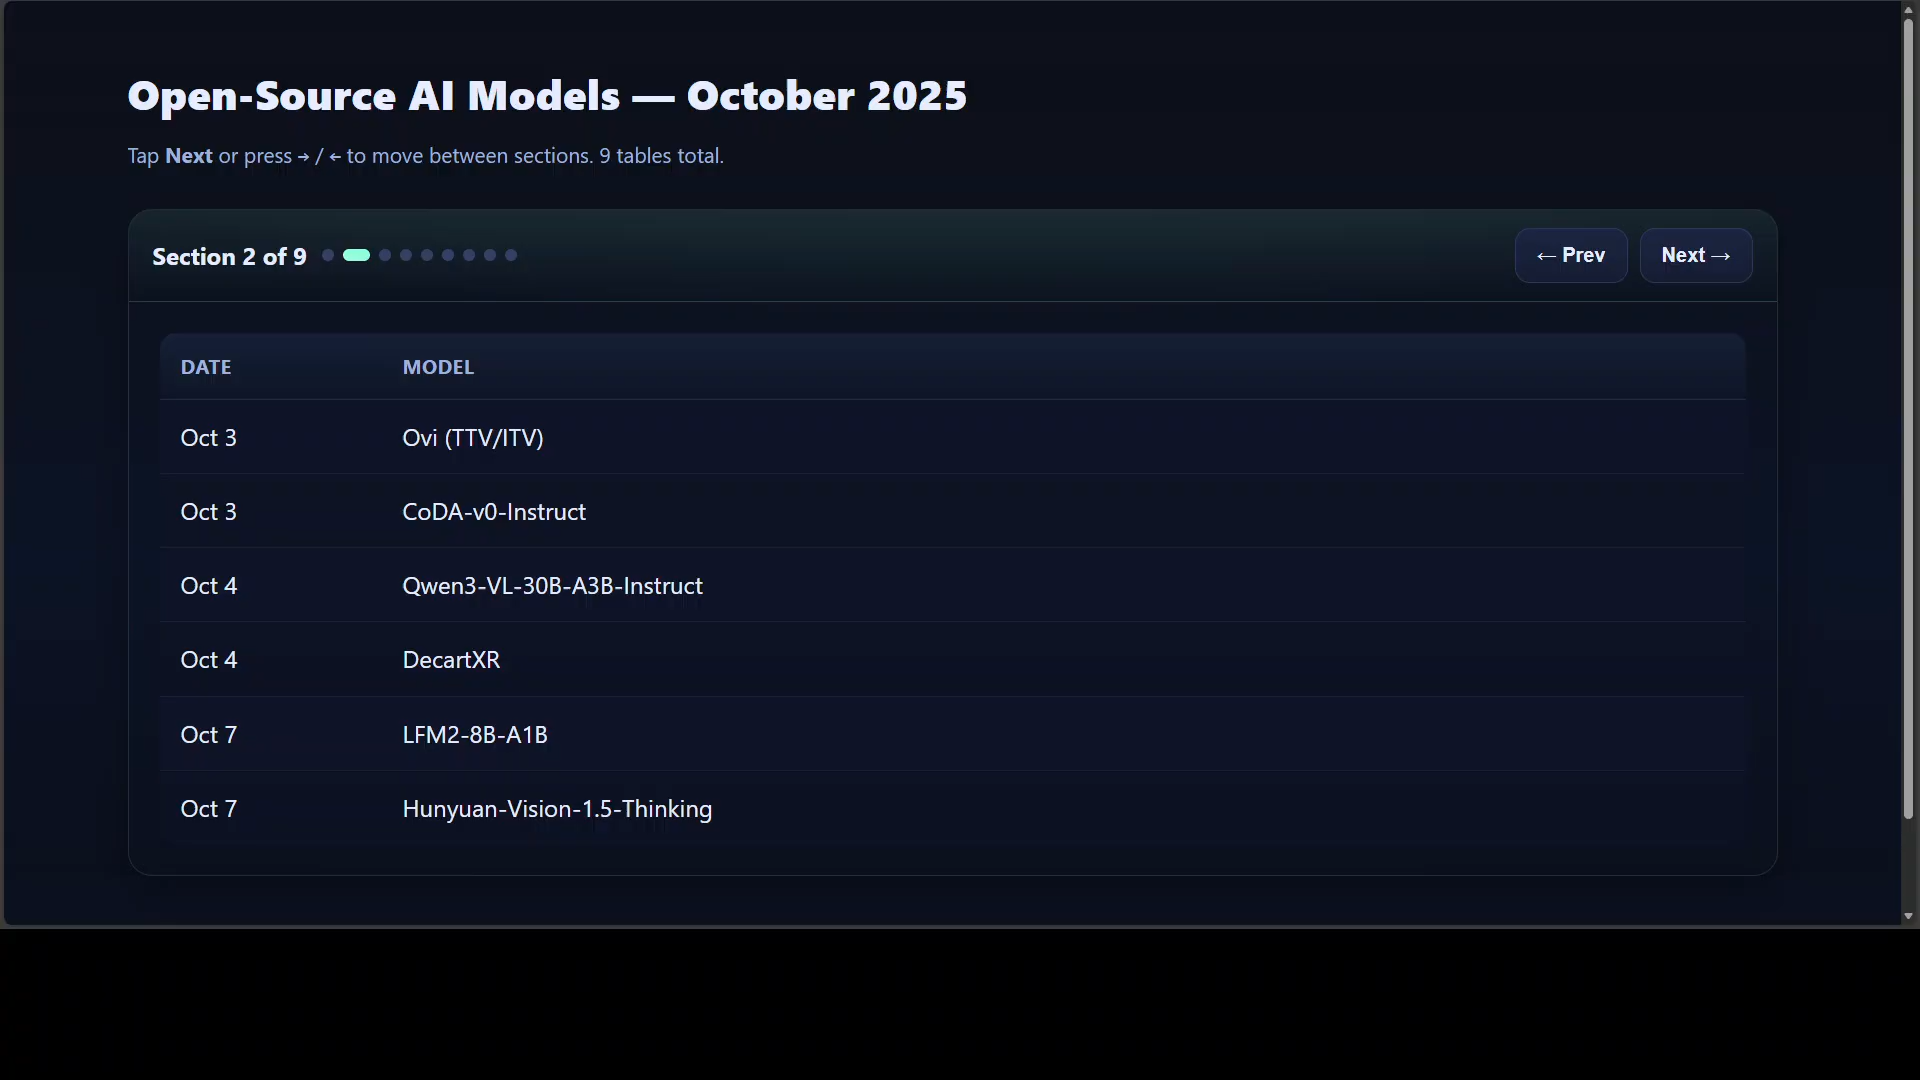 Open-Source AI Models — October 2025
Tap Next or press → / ← to move between sections. 9 tables total.
Section 2 of 9
← Prev
Next →
DATE MODEL
Oct 3 Ovi (TTV/ITV)
Oct 3 CoDA-v0-Instruct
Oct 4 Qwen3-VL-30B-A3B-Instruct
Oct 4 DecartXR
Oct 7 LFM2-8B-A1B
Oct 7 Hunyuan-Vision-1.5-Thinking